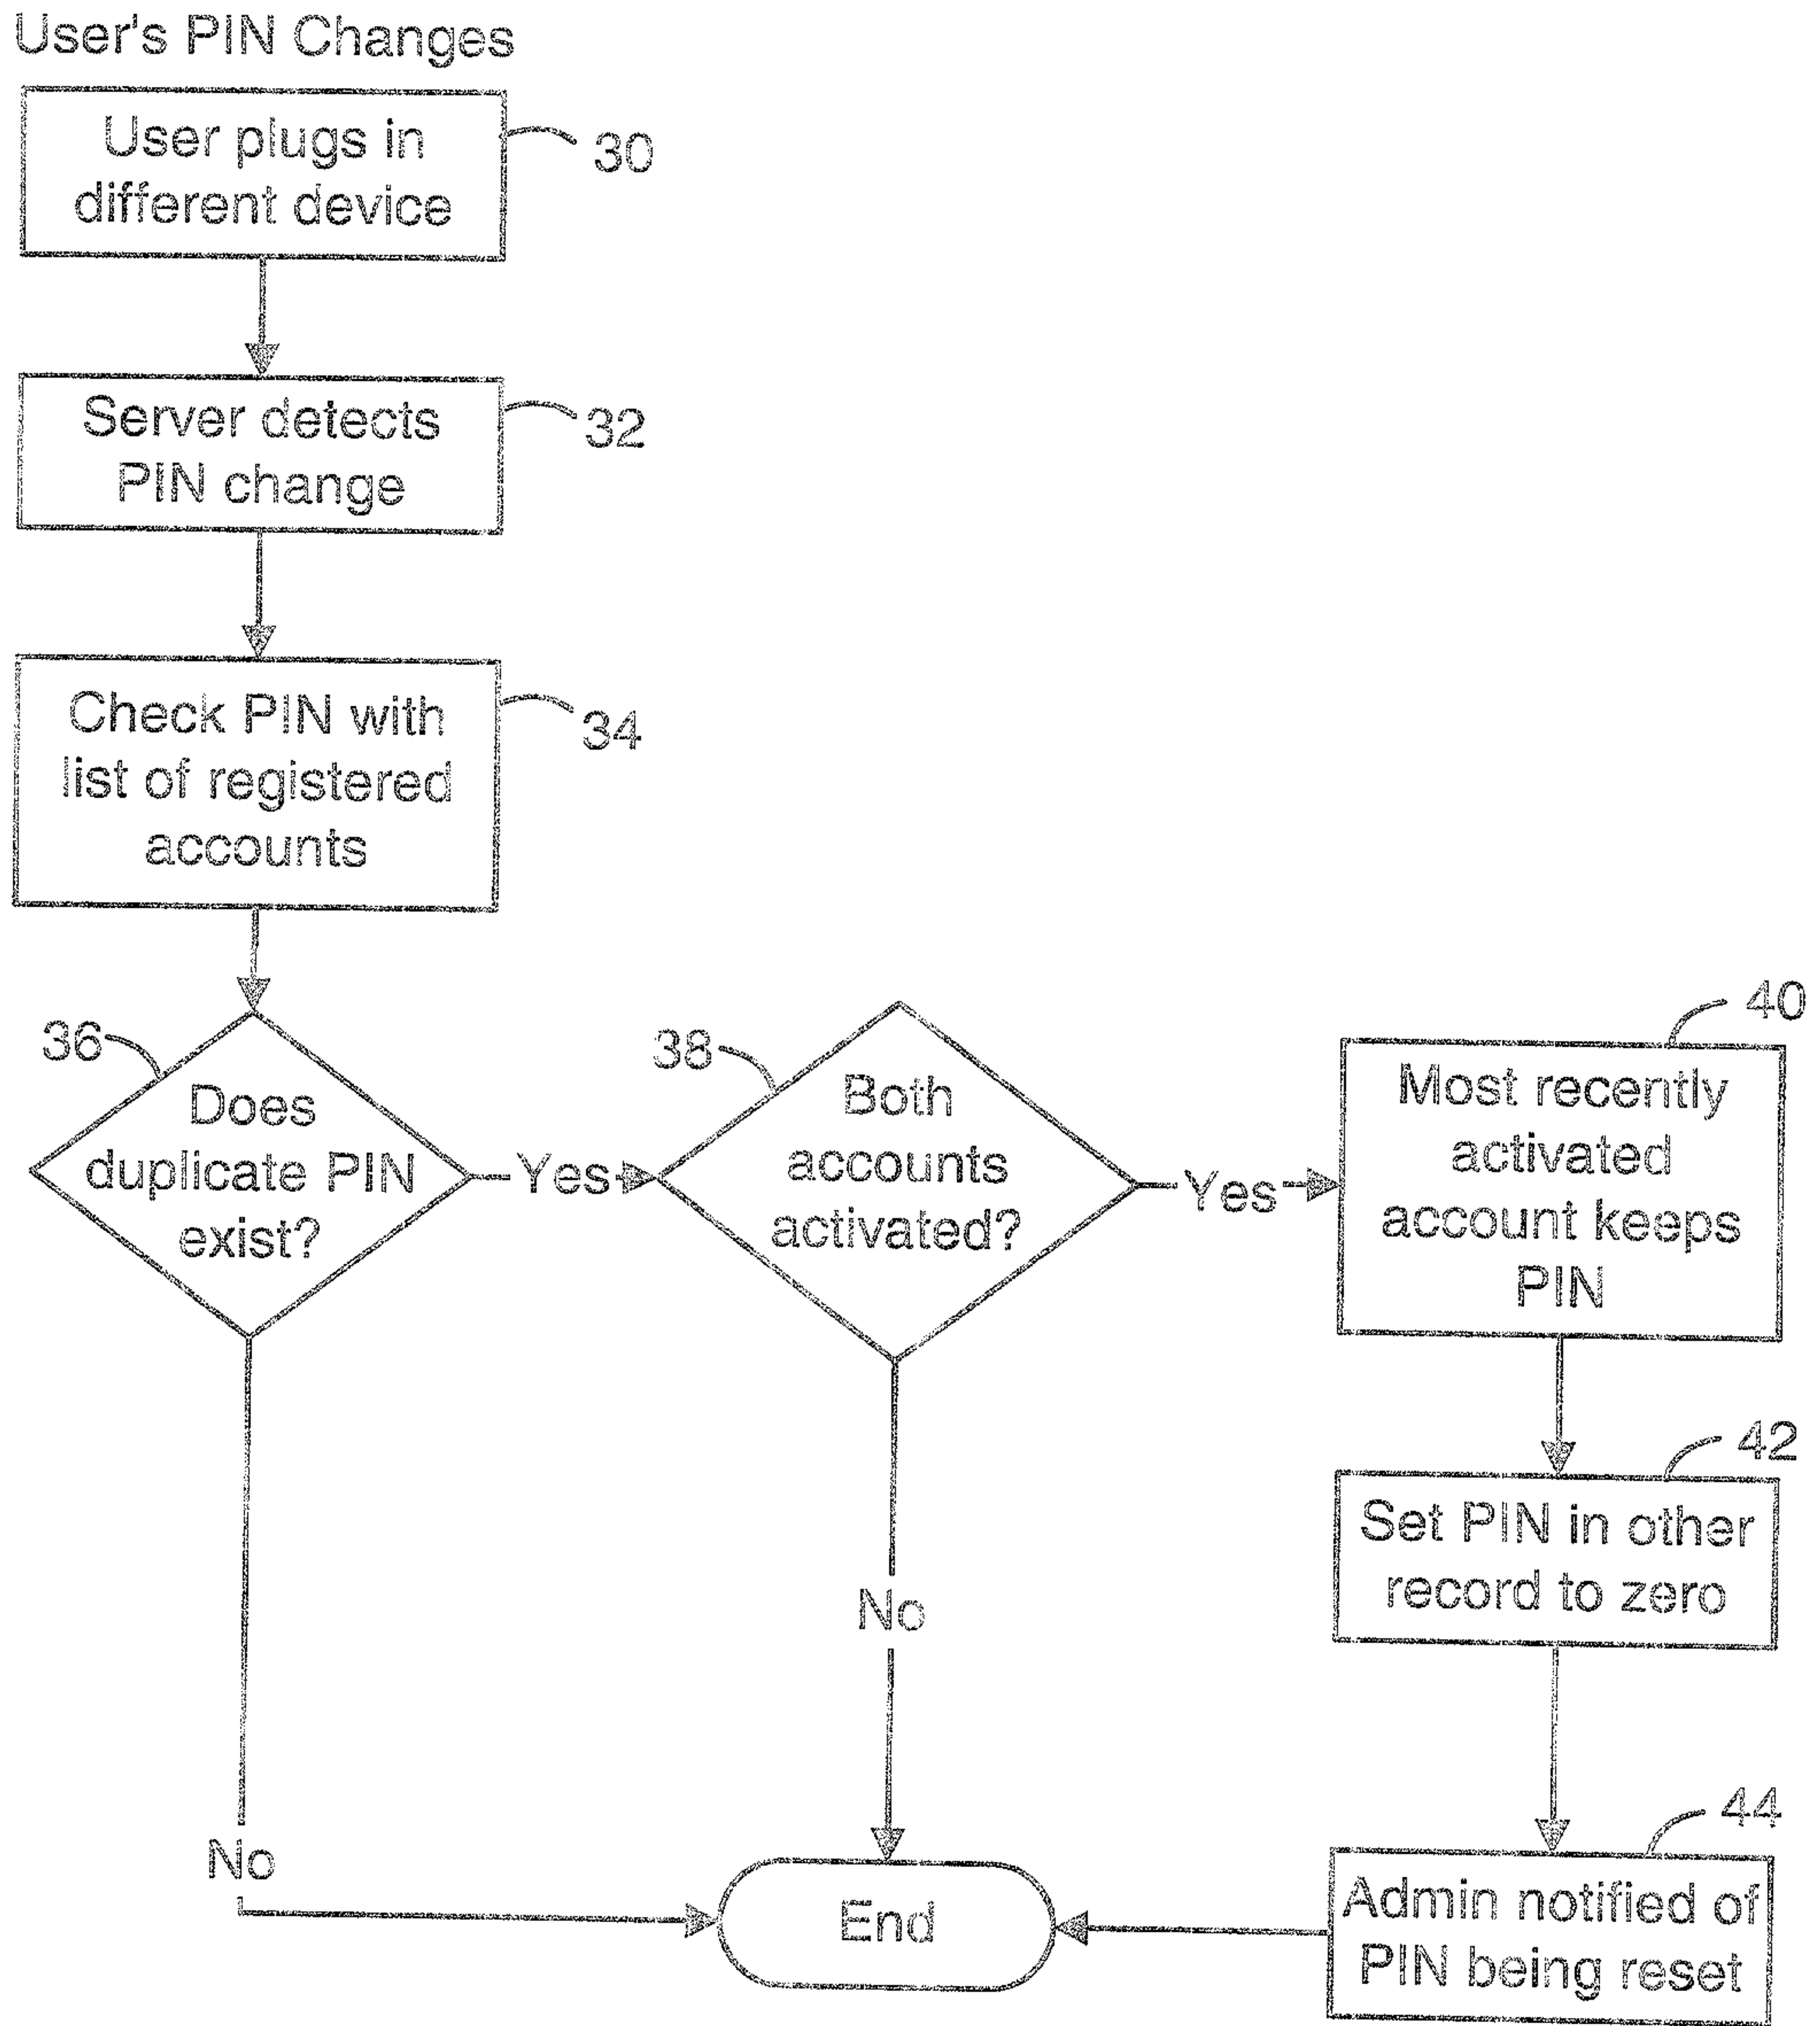 User's PIN Changes
User plugs in
different device
30
Server detects
PIN change
32
Check PIN with
list of registered
accounts
34
36
Does
duplicate PIN
exist?
Yes
No
38
Both
accounts
activated?
Yes
No
40
Most recently
activated
account keeps
PIN
42
Set PIN in other
record to zero
44
Admin notified of
PIN being reset
End